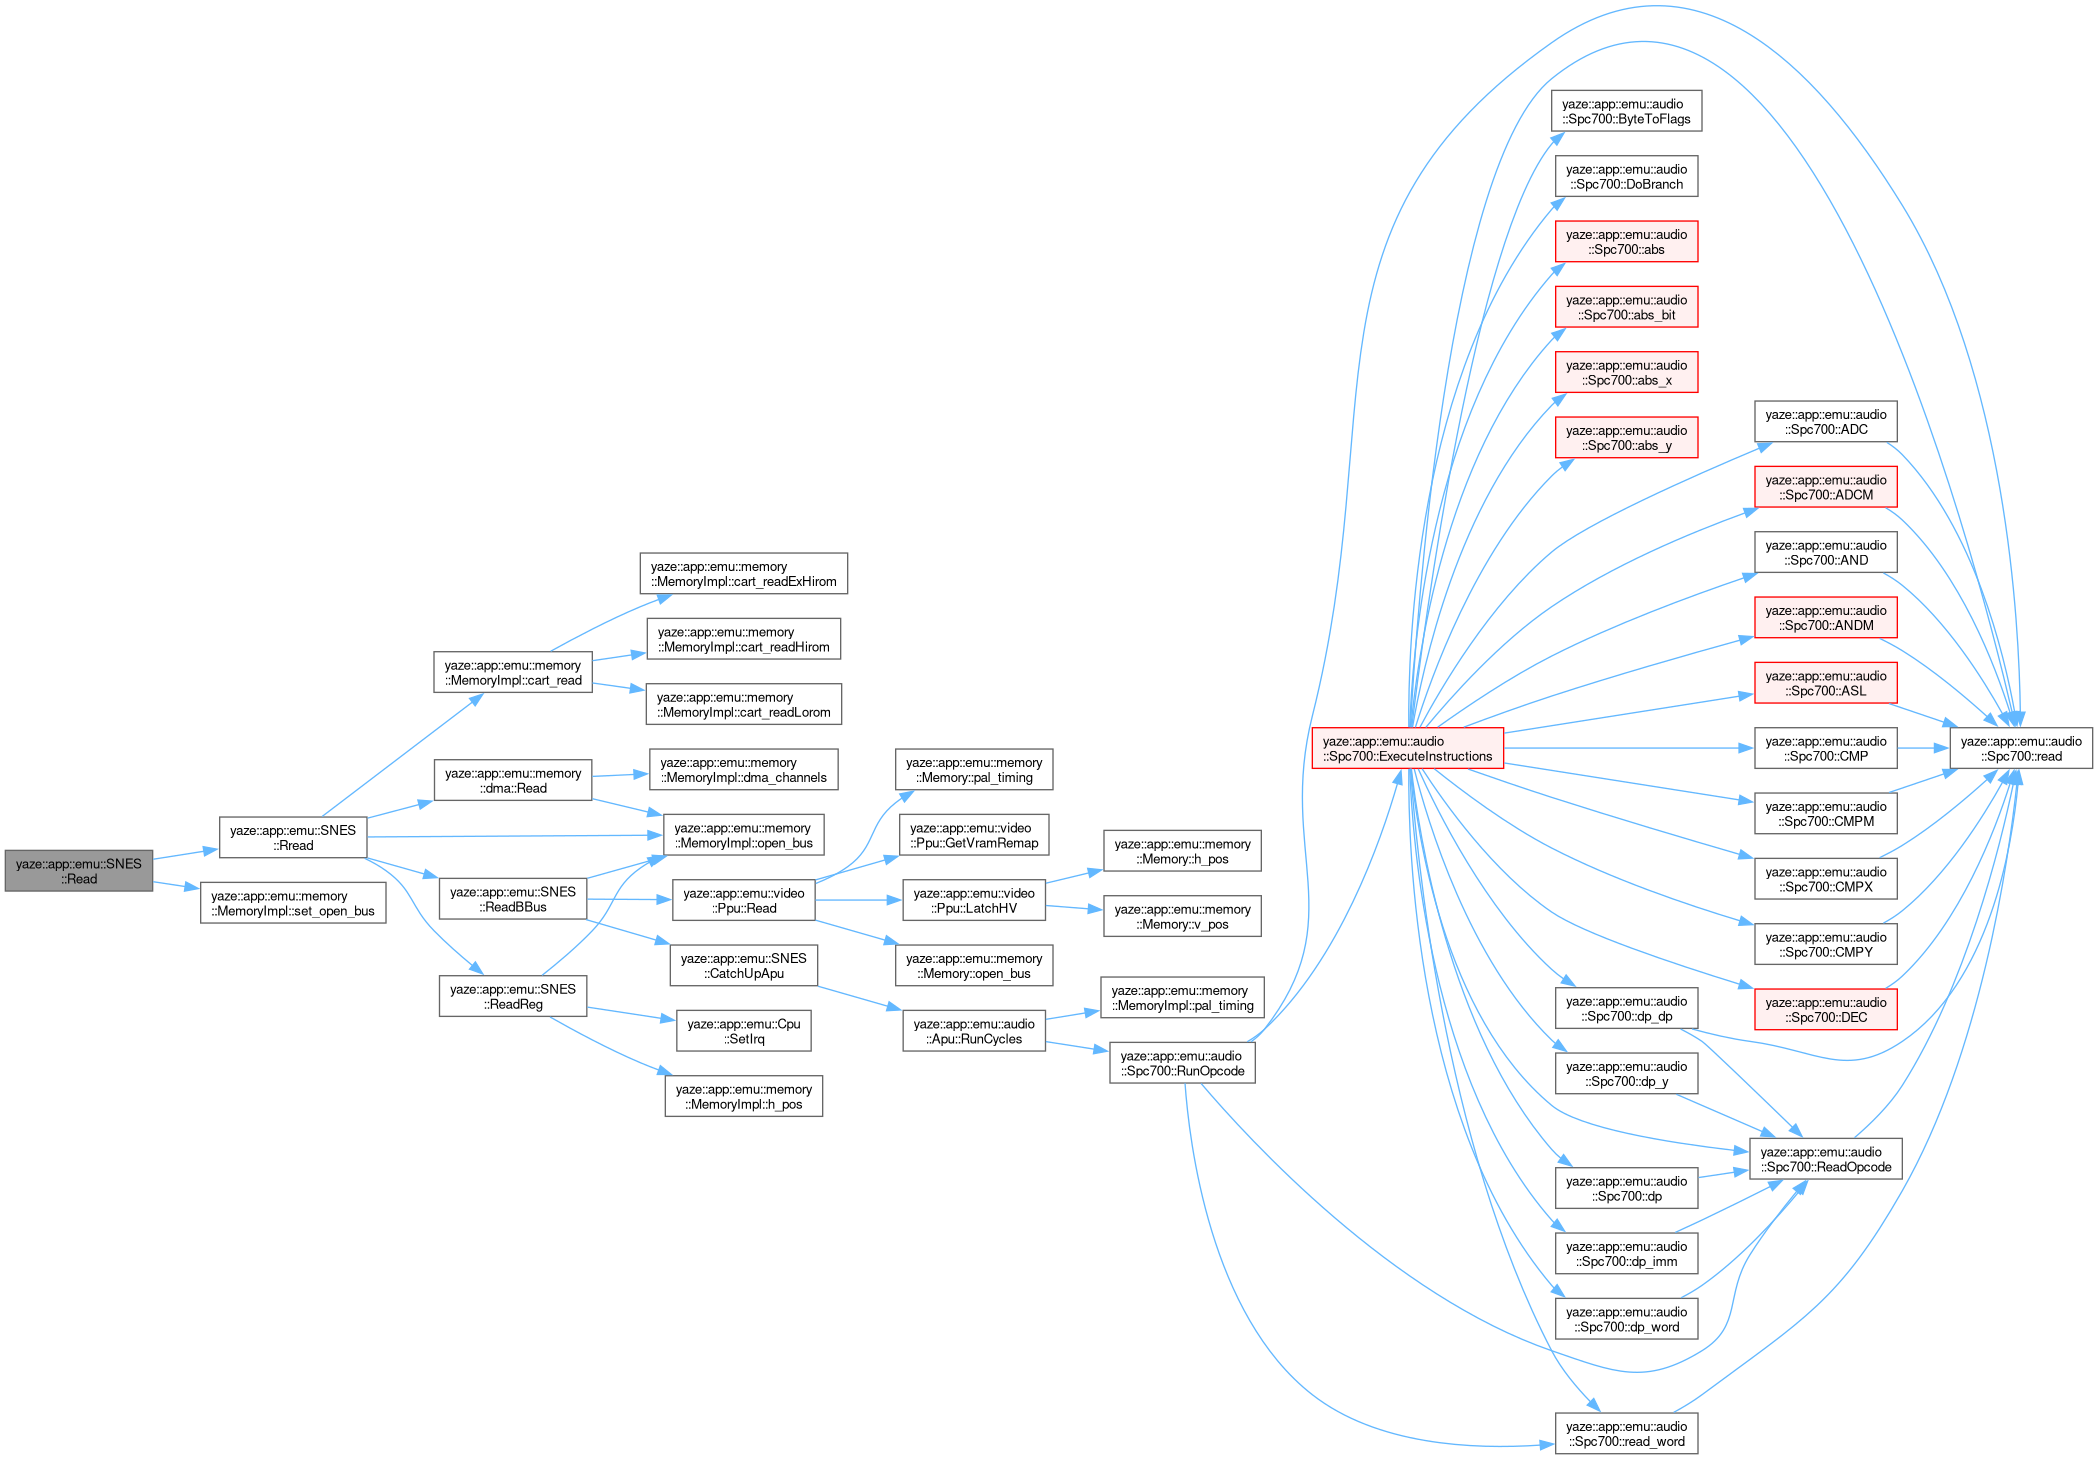 yaze::app::emu::SNES
::Read
yaze::app::emu::SNES
::Rread
yaze::app::emu::memory
::MemoryImpl::set_open_bus
yaze::app::emu::memory
::MemoryImpl::cart_read
yaze::app::emu::memory
::dma::Read
yaze::app::emu::SNES
::ReadBBus
yaze::app::emu::SNES
::ReadReg
yaze::app::emu::memory
::MemoryImpl::cart_readExHirom
yaze::app::emu::memory
::MemoryImpl::cart_readHirom
yaze::app::emu::memory
::MemoryImpl::cart_readLorom
yaze::app::emu::memory
::MemoryImpl::dma_channels
yaze::app::emu::memory
::MemoryImpl::open_bus
yaze::app::emu::video
::Ppu::Read
yaze::app::emu::SNES
::CatchUpApu
yaze::app::emu::Cpu
::SetIrq
yaze::app::emu::memory
::MemoryImpl::h_pos
yaze::app::emu::memory
::Memory::pal_timing
yaze::app::emu::video
::Ppu::GetVramRemap
yaze::app::emu::video
::Ppu::LatchHV
yaze::app::emu::memory
::Memory::open_bus
yaze::app::emu::audio
::Apu::RunCycles
yaze::app::emu::memory
::Memory::h_pos
yaze::app::emu::memory
::Memory::v_pos
yaze::app::emu::memory
::MemoryImpl::pal_timing
yaze::app::emu::audio
::Spc700::RunOpcode
yaze::app::emu::audio
::Spc700::ExecuteInstructions
yaze::app::emu::audio
::Spc700::ByteToFlags
yaze::app::emu::audio
::Spc700::DoBranch
yaze::app::emu::audio
::Spc700::abs
yaze::app::emu::audio
::Spc700::abs_bit
yaze::app::emu::audio
::Spc700::abs_x
yaze::app::emu::audio
::Spc700::abs_y
yaze::app::emu::audio
::Spc700::dp_dp
yaze::app::emu::audio
::Spc700::dp_y
yaze::app::emu::audio
::Spc700::dp
yaze::app::emu::audio
::Spc700::dp_imm
yaze::app::emu::audio
::Spc700::dp_word
yaze::app::emu::audio
::Spc700::read_word
yaze::app::emu::audio
::Spc700::ADC
yaze::app::emu::audio
::Spc700::ADCM
yaze::app::emu::audio
::Spc700::AND
yaze::app::emu::audio
::Spc700::ANDM
yaze::app::emu::audio
::Spc700::ASL
yaze::app::emu::audio
::Spc700::CMP
yaze::app::emu::audio
::Spc700::CMPM
yaze::app::emu::audio
::Spc700::CMPX
yaze::app::emu::audio
::Spc700::CMPY
yaze::app::emu::audio
::Spc700::DEC
yaze::app::emu::audio
::Spc700::ReadOpcode
yaze::app::emu::audio
::Spc700::read